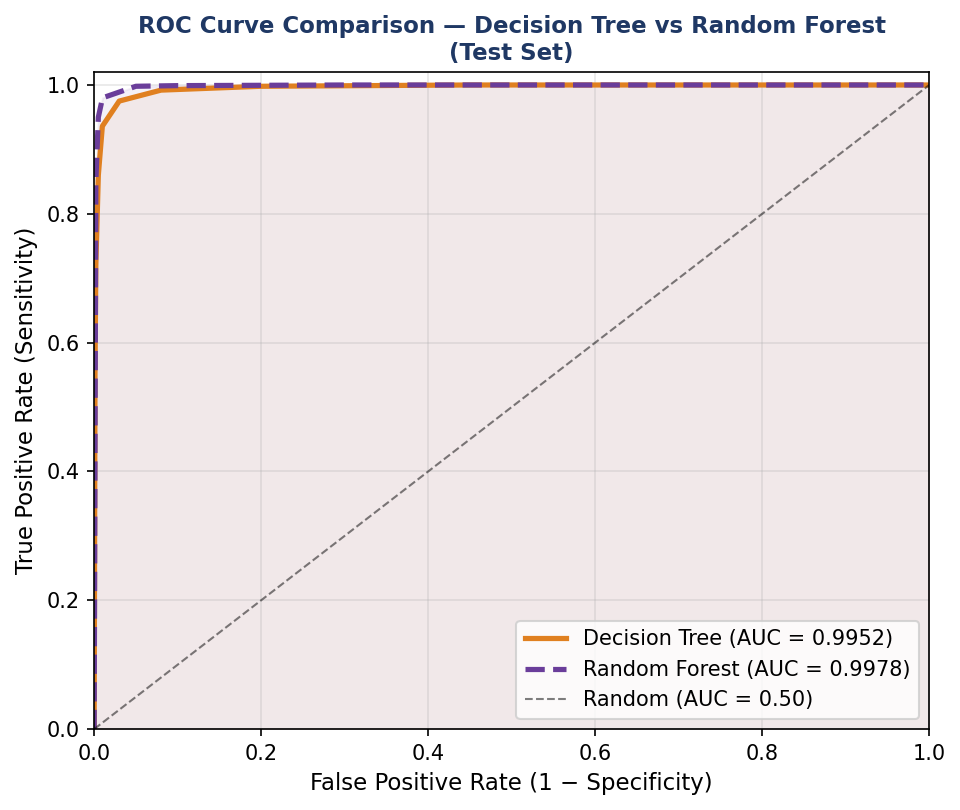 ROC Curve Comparison — Decision Tree vs Random Forest
(Test Set)
True Positive Rate (Sensitivity)
1.0
0.8
0.6
0.4
0.2
0.0
Decision Tree (AUC = 0.9952)
Random Forest (AUC = 0.9978)
Random (AUC = 0.50)
0.0 0.2 0.4 0.6 0.8 1.0
False Positive Rate (1 − Specificity)